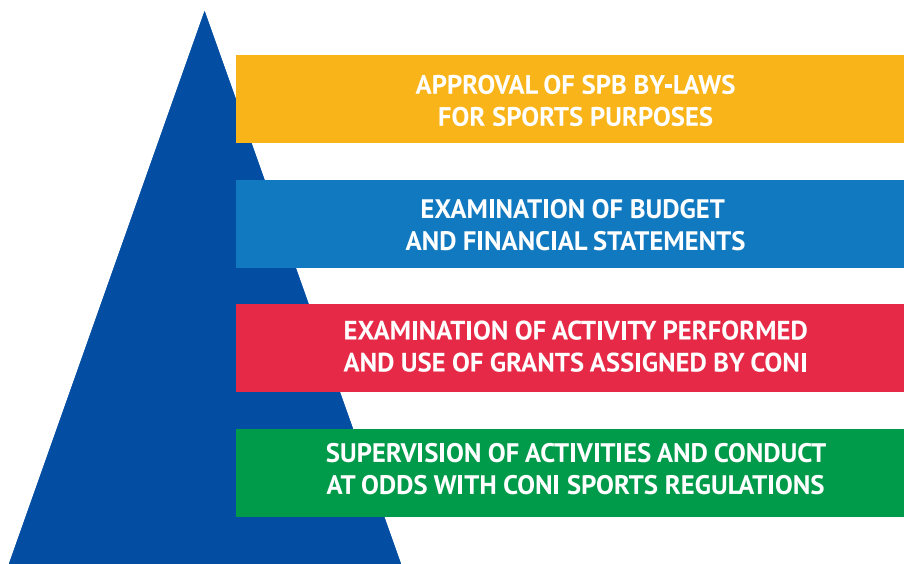 APPROVAL OF SPB BY-LAWS
FOR SPORTS PURPOSES
EXAMINATION OF BUDGET
AND FINANCIAL STATEMENTS
EXAMINATION OF ACTIVITY PERFORMED
AND USE OF GRANTS ASSIGNED BY CONI
SUPERVISION OF ACTIVITIES AND CONDUCT
AT ODDS WITH CONI SPORTS REGULATIONS